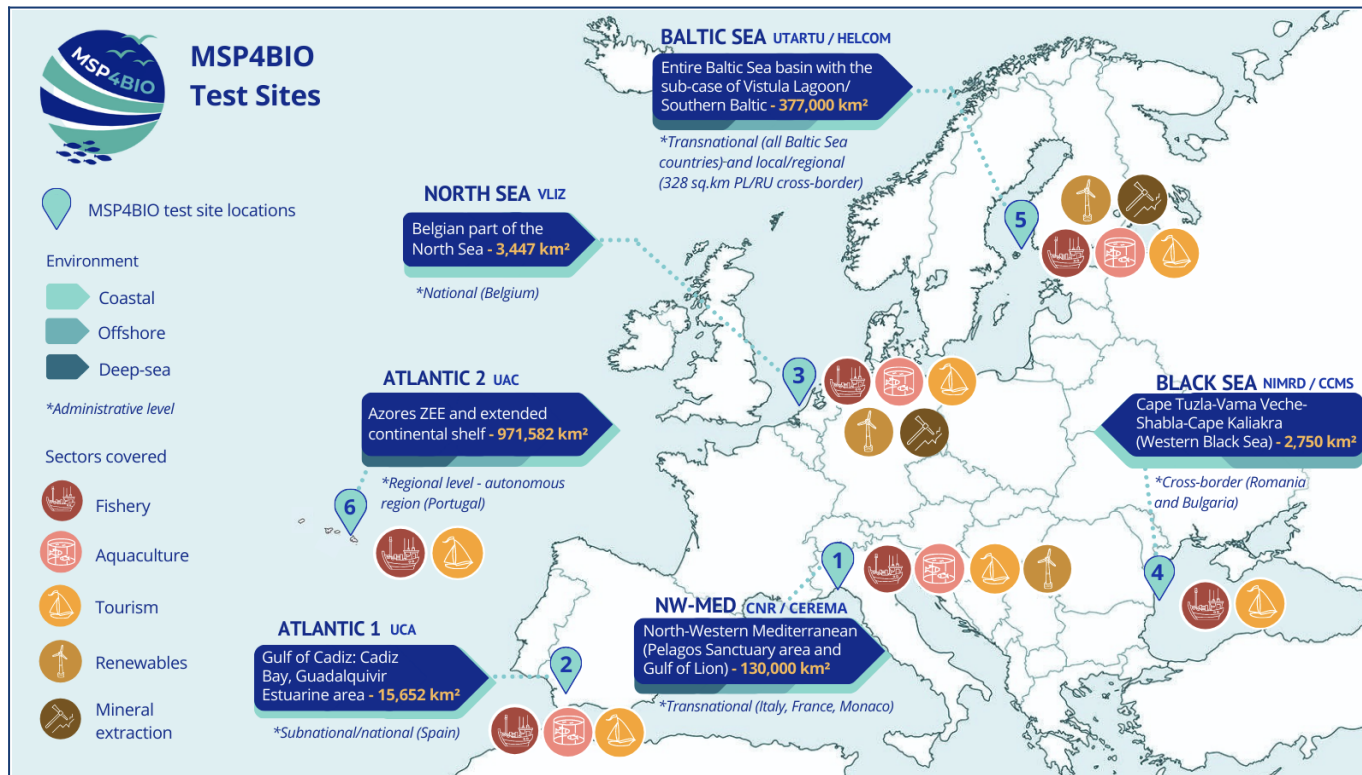 MSP4BIO
MSP4BIO
Test Sites
MSP4BIO test site locations
Environment
Coastal
Offshore
Deep-sea
*Administrative level
Sectors covered
Fishery
Aquaculture
Tourism
Renewables
Mineral
extraction
BALTIC SEA UTARTU / HELCOM
Entire Baltic Sea basin with the
sub-case of Vistula Lagoon/
Southern Baltic - 377,000 km²
*Transnational (all Baltic Sea
countries) and local/regional
(328 sq.km PL/RU cross-border)
5
NORTH SEA VLIZ
Belgian part of the
North Sea - 3,447 km²
*National (Belgium)
3
ATLANTIC 2 UAC
Azores ZEE and extended
continental shelf - 971,582 km²
*Regional level - autonomous
region (Portugal)
6
BLACK SEA NIMRD / CCMS
Cape Tuzla-Vama Veche-
Shabla-Cape Kaliakra
(Western Black Sea) - 2,750 km²
*Cross-border (Romania
and Bulgaria)
4
1
NW-MED CNR / CEREMA
North-Western Mediterranean
(Pelagos Sanctuary area and
Gulf of Lion) - 130,000 km²
*Transnational (Italy, France, Monaco)
ATLANTIC 1 UCA
Gulf of Cadiz: Cadiz
Bay, Guadalquivir
Estuarine area - 15,652 km²
*Subnational/national (Spain)
2